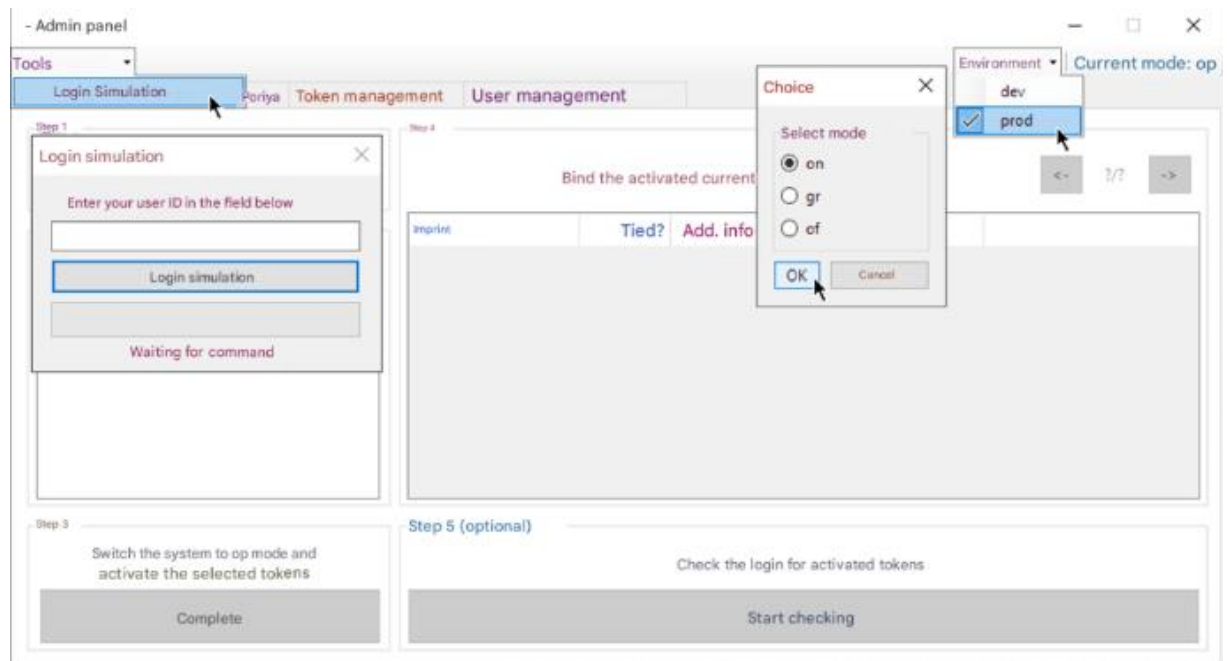 - Admin panel
Tools
Environment
Current mode: op
Login Simulation
Poriya
Token management
User management
dev
prod
Choice
Select mode
on
gr
of
OK
Cancel
Step 1
Login simulation
Enter your user ID in the field below
Login simulation
Waiting for command
Step 4
Bind the activated current
<-
?/?
->
Imprint
Tied?
Add. info
Step 3
Switch the system to op mode and
activate the selected tokens
Complete
Step 5 (optional)
Check the login for activated tokens
Start checking